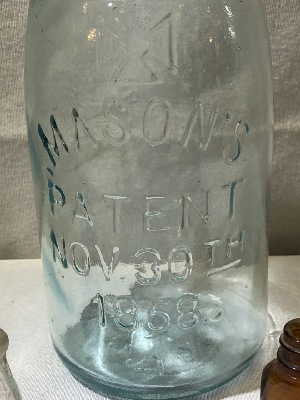 MASON'S
PATENT
NOV 30TH
1858